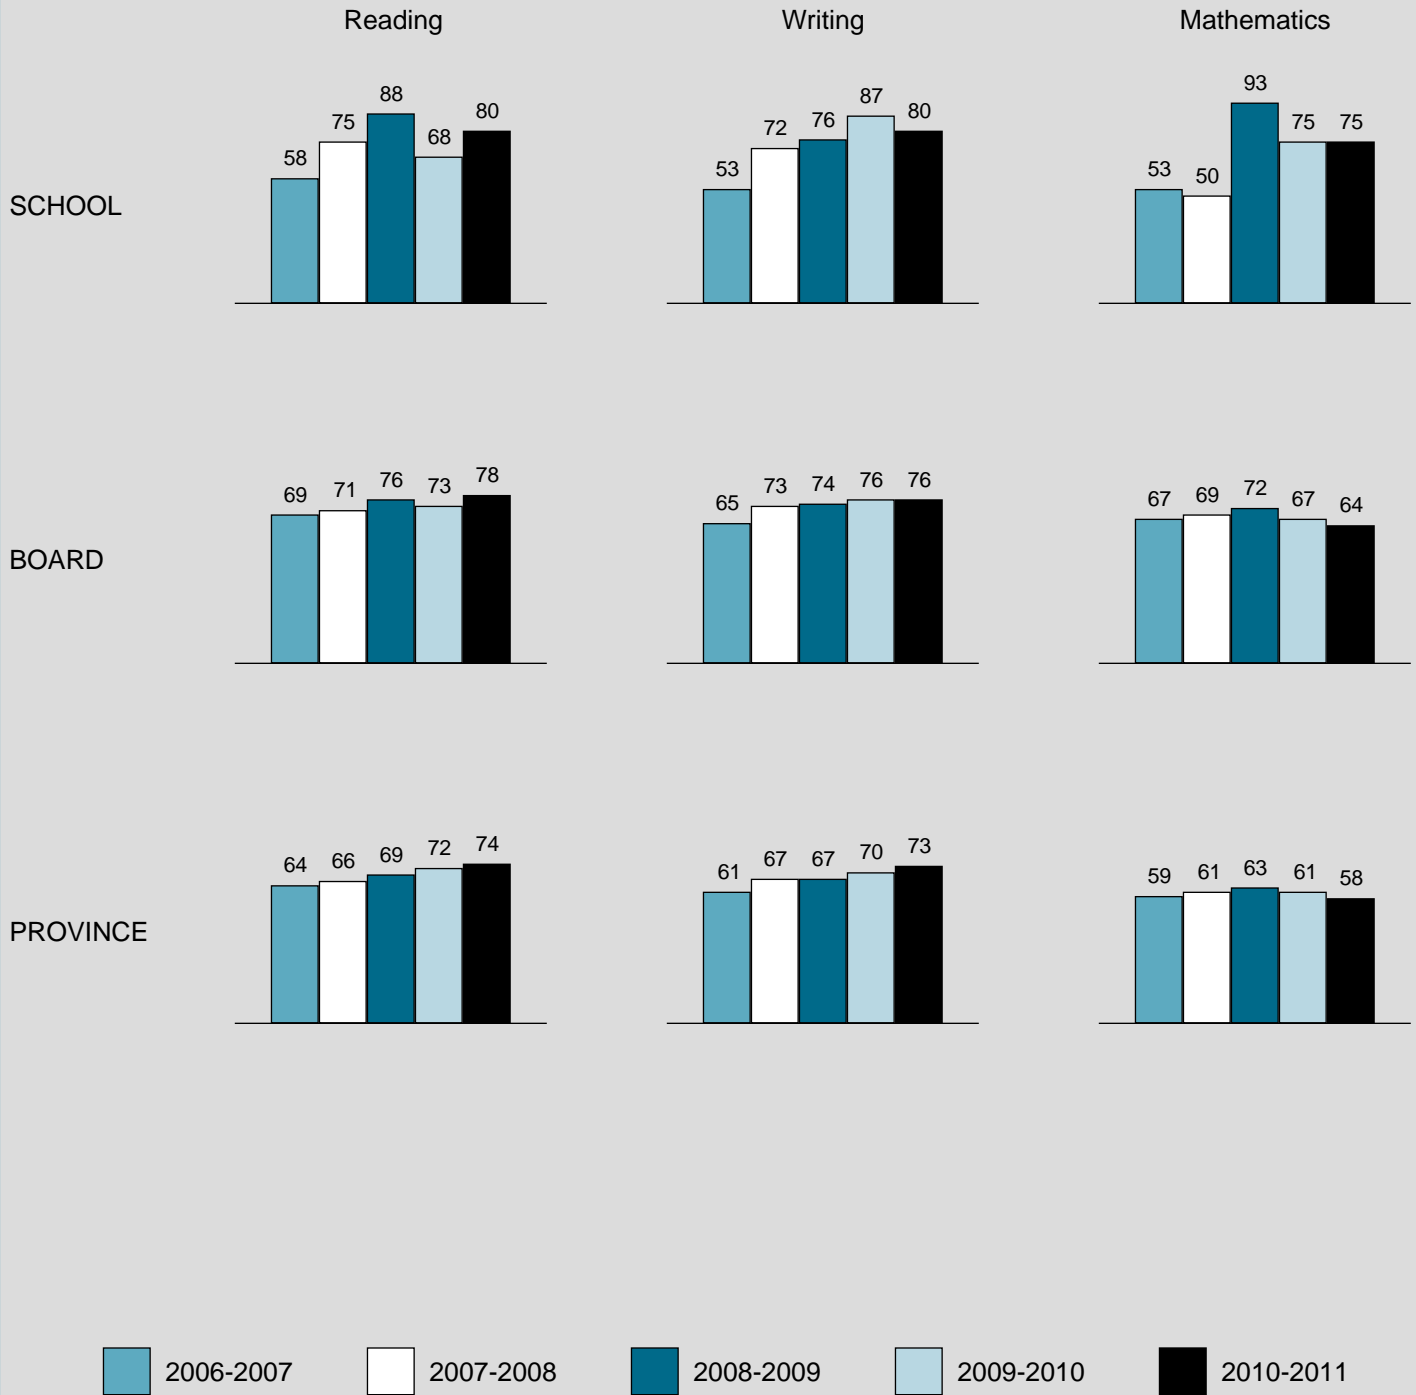 Reading Writing Mathematics
SCHOOL
58 75 88 68 80
53 72 76 87 80
53 50 93 75 75
BOARD
69 71 76 73 78
65 73 74 76 76
67 69 72 67 64
PROVINCE
64 66 69 72 74
61 67 67 70 73
59 61 63 61 58
2006-2007 2007-2008 2008-2009 2009-2010 2010-2011